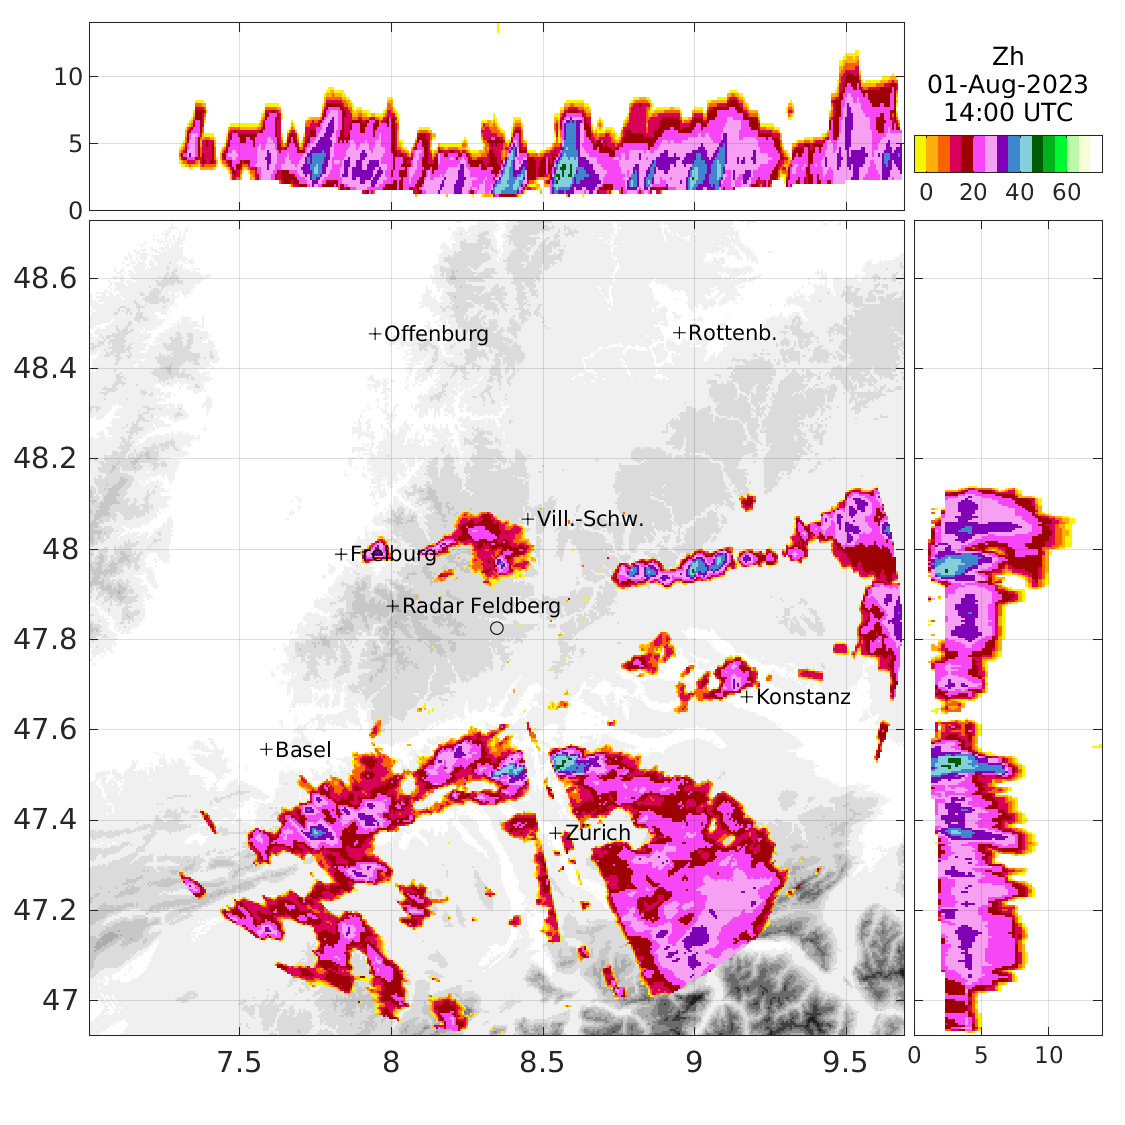 10
5
0
Zh
01-Aug-2023
14:00 UTC
0 20 40 60
48.6
48.4
48.2
48
47.8
47.6
47.4
47.2
47
+Offenburg
+Rottenb.
+Vill.-Schw.
+Freiburg
+Radar Feldberg
+Konstanz
+Basel
+Zürich
7.5 8 8.5 9 9.5
0 5 10